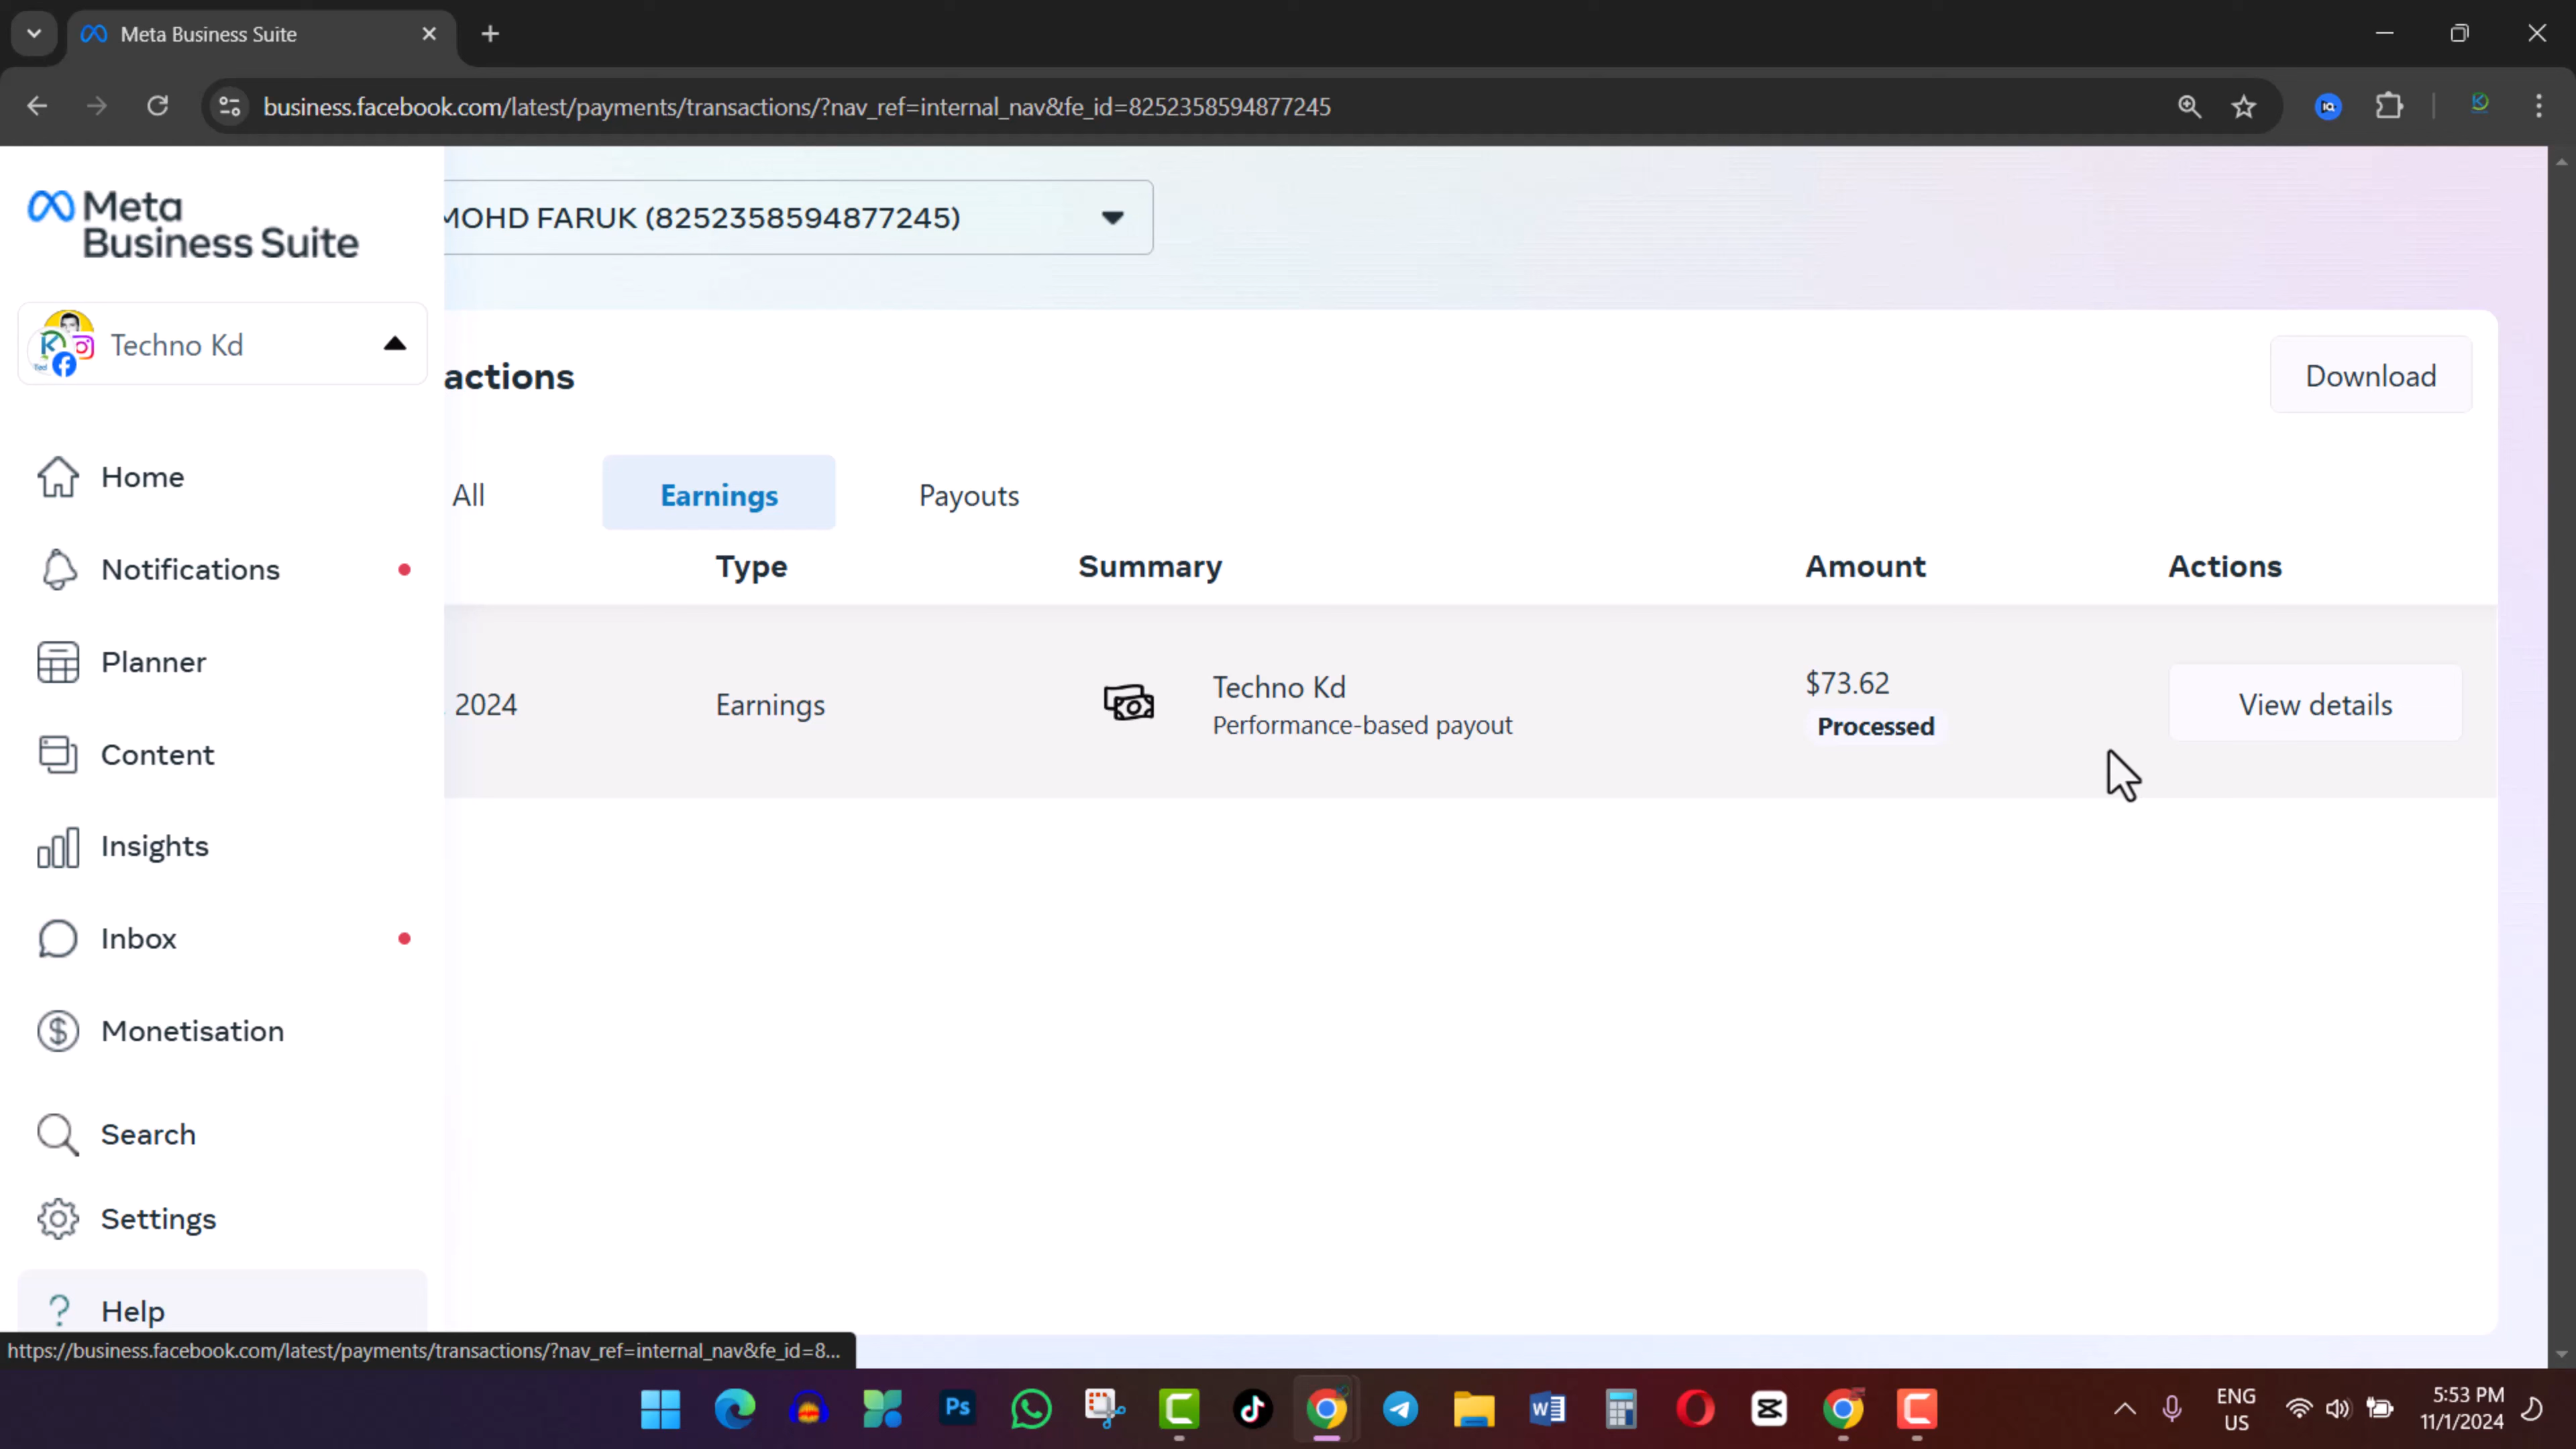 Meta Business Suite
business.facebook.com/latest/payments/transactions/?nav_ref=internal_nav&fe_id=8252358594877245
Meta
Business Suite
MOHD FARUK (8252358594877245)
Techno Kd
actions
Download
Home
All
Earnings
Payouts
Notifications
Type
Summary
Amount
Actions
Planner
2024
Earnings
Techno Kd
Performance-based payout
$73.62
Processed
View details
Content
Insights
Inbox
Monetisation
Search
Settings
? Help
https://business.facebook.com/latest/payments/transactions/?nav_ref=internal_nav&fe_id=8...
Ps
ENG
US
5:53 PM
11/1/2024